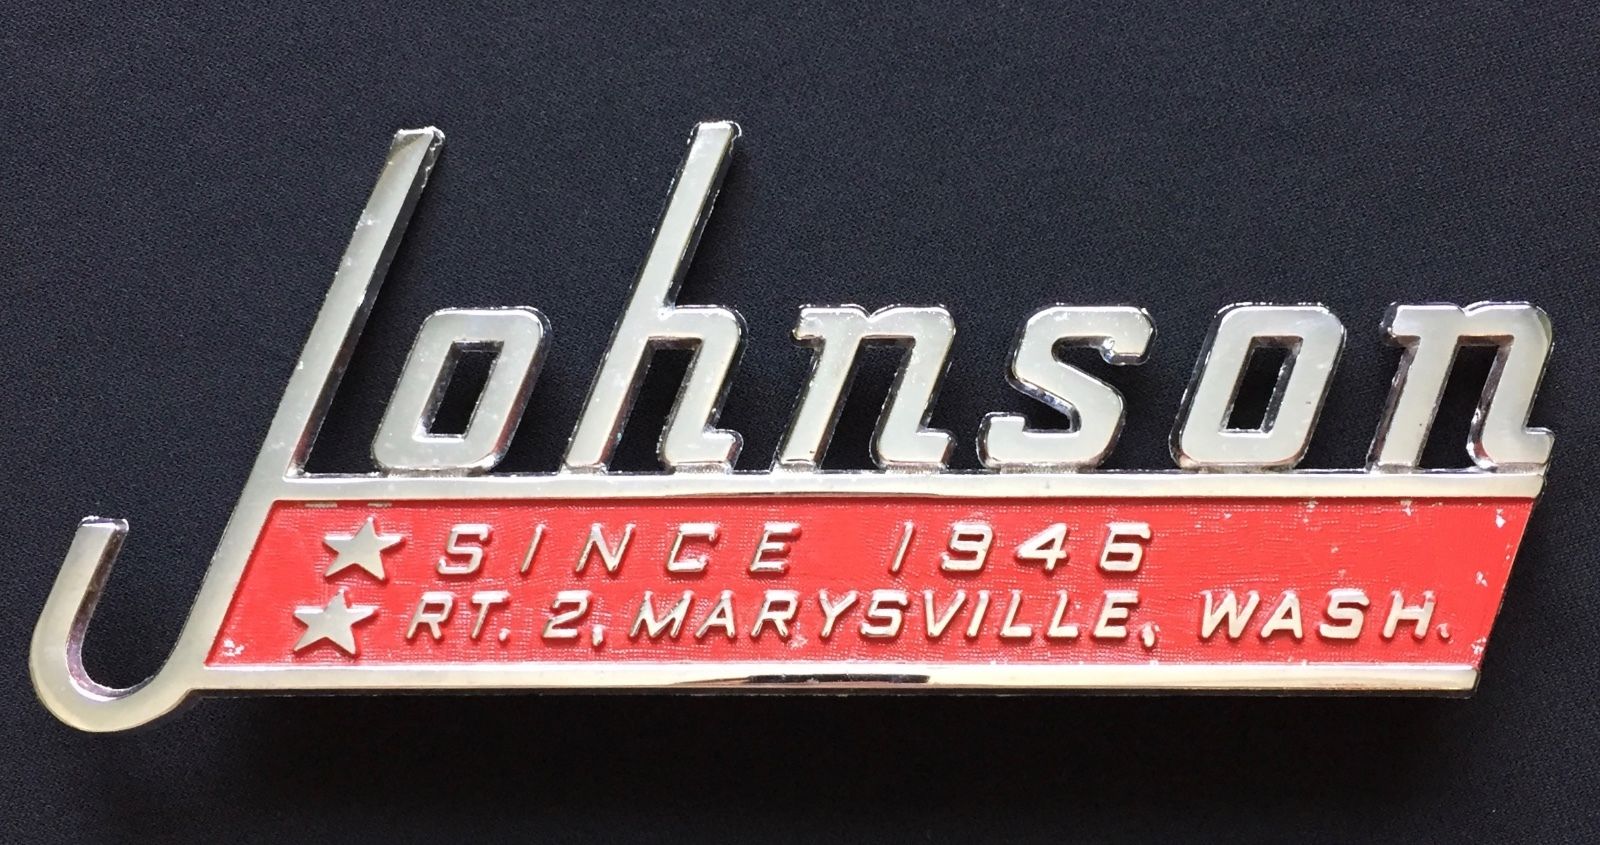 Johnson
SINCE 1946
RT. 2, MARYSVILLE, WASH.